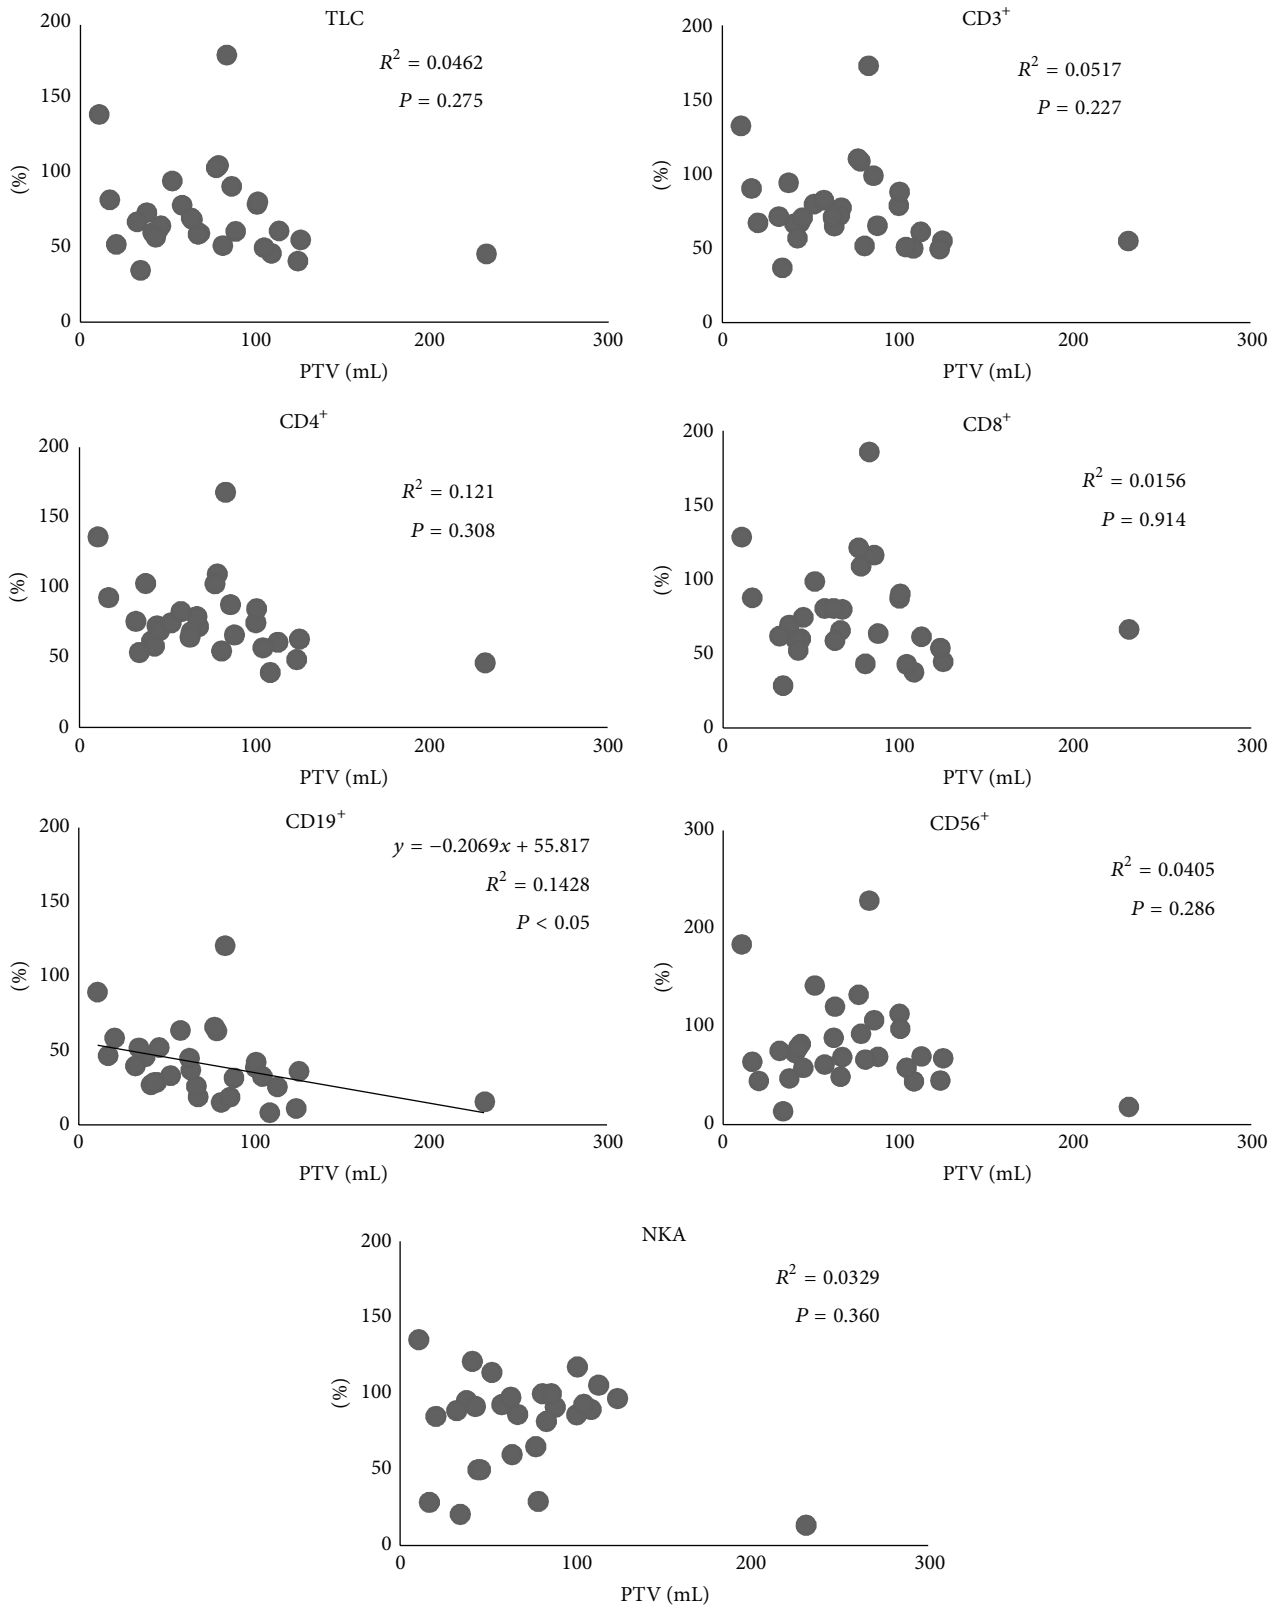 TLC
200
150
100
50
0
(%)
R² = 0.0462
P = 0.275
0 100 200 300
PTV (mL)
CD3⁺
200
150
100
50
0
(%)
R² = 0.0517
P = 0.227
0 100 200 300
PTV (mL)
CD4⁺
200
150
100
50
0
(%)
R² = 0.121
P = 0.308
0 100 200 300
PTV (mL)
CD8⁺
200
150
100
50
0
(%)
R² = 0.0156
P = 0.914
0 100 200 300
PTV (mL)
CD19⁺
200
150
100
50
0
(%)
y = −0.2069x + 55.817
R² = 0.1428
P < 0.05
0 100 200 300
PTV (mL)
CD56⁺
300
200
100
0
(%)
R² = 0.0405
P = 0.286
0 100 200 300
PTV (mL)
NKA
200
150
100
50
0
(%)
R² = 0.0329
P = 0.360
0 100 200 300
PTV (mL)